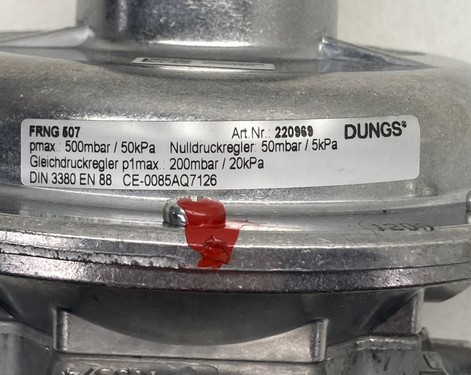 FRNG 507 Art.Nr.: 220969 DUNGS®
pmax.: 500mbar / 50kPa Nulldruckregler: 50mbar / 5kPa
Gleichdruckregler p1max.: 200mbar / 20kPa
DIN 3380 EN 88 CE-0085AQ7126